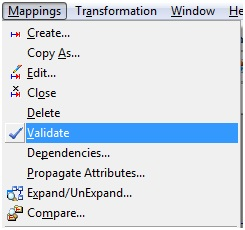 Mappings Transformation Window He
Create...
Copy As...
Edit...
Close
Delete
Validate
Dependencies...
Propagate Attributes...
Expand/UnExpand...
Compare...